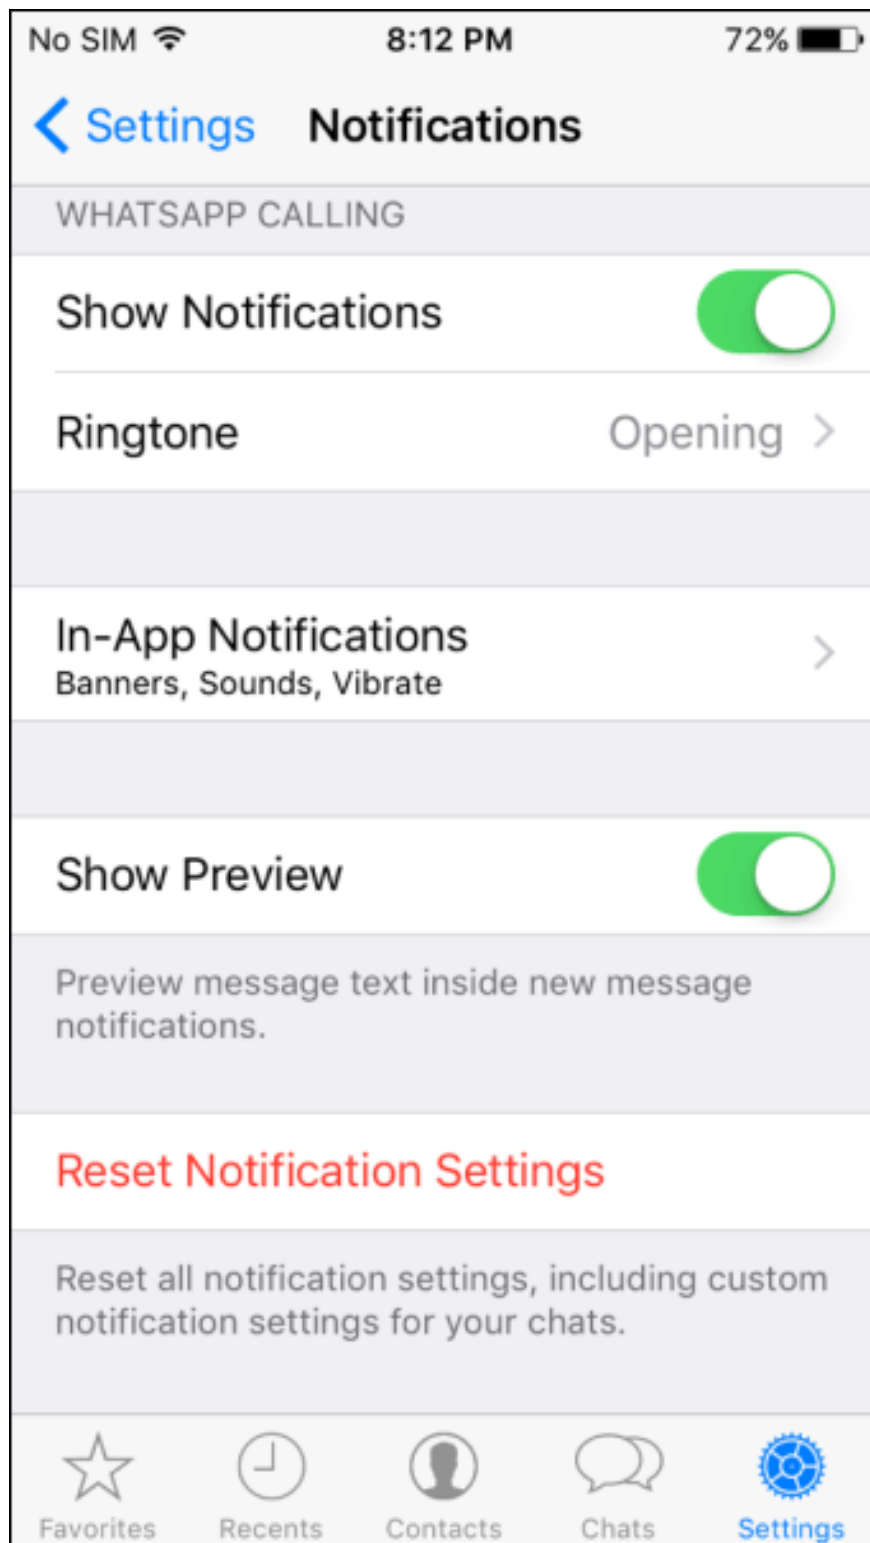 No SIM 8:12 PM 72%
Settings Notifications
WHATSAPP CALLING
Show Notifications
Ringtone Opening
In-App Notifications
Banners, Sounds, Vibrate
Show Preview
Preview message text inside new message
notifications.
Reset Notification Settings
Reset all notification settings, including custom
notification settings for your chats.
Favorites Recents Contacts Chats Settings